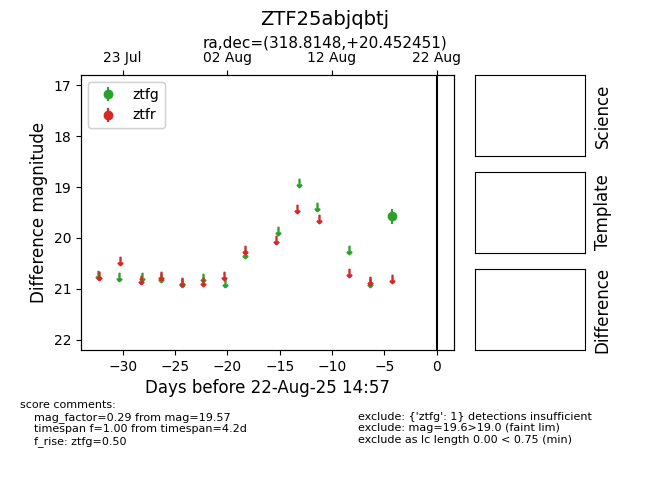 ZTF25abjqbtj
ra,dec=(318.8148,+20.452451)
23 Jul 02 Aug 12 Aug 22 Aug
ztfg
ztfr
17
18
19
20
21
22
Difference magnitude
−30 −25 −20 −15 −10 −5 0
Days before 22-Aug-25 14:57
Science
Template
Difference
score comments:
mag_factor=0.29 from mag=19.57
timespan f=1.00 from timespan=4.2d
f_rise: ztfg=0.50
exclude: {'ztfg': 1} detections insufficient
exclude: mag=19.6>19.0 (faint lim)
exclude as lc length 0.00 < 0.75 (min)